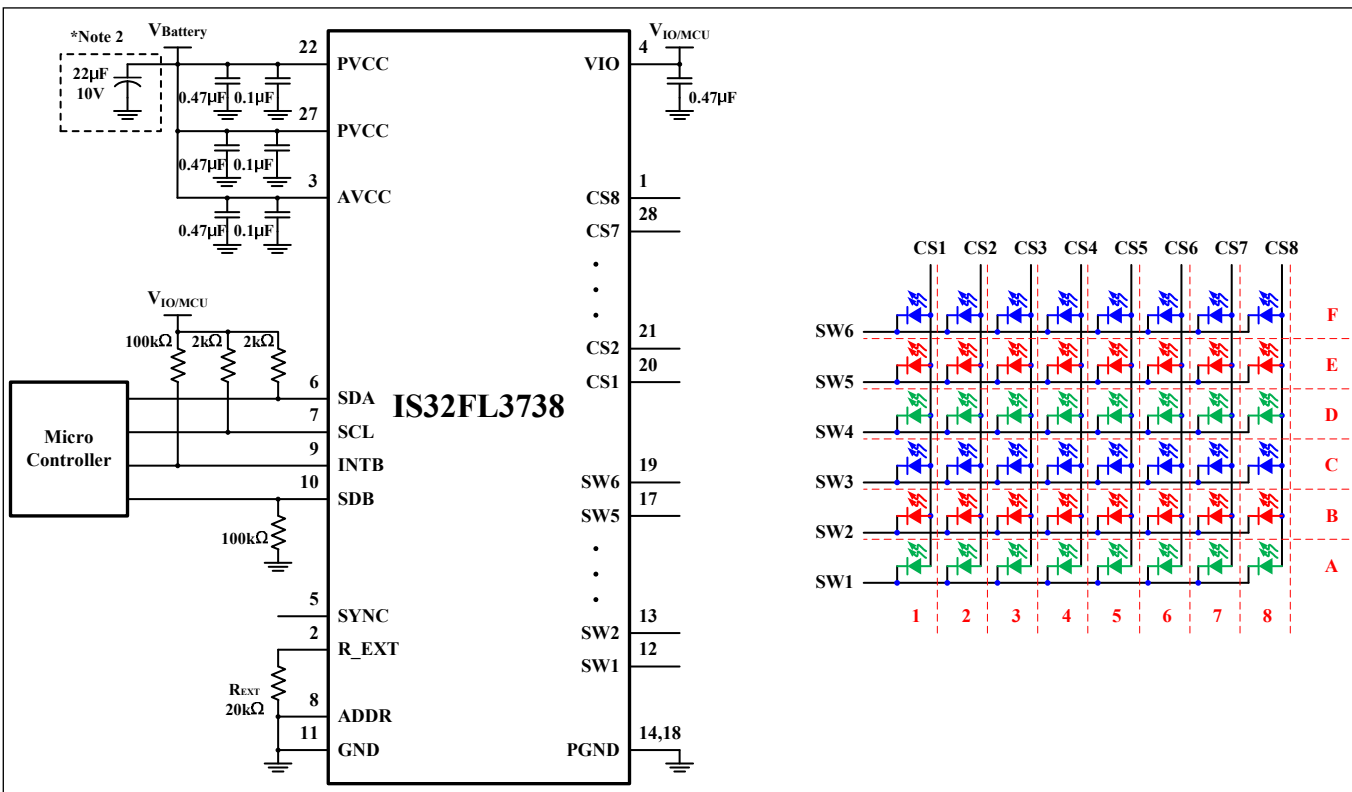 *Note 2
VBattery
22µF
10V
0.47µF 0.1µF
0.47µF 0.1µF
0.47µF 0.1µF
22
PVCC
27
PVCC
3
AVCC
VIO/MCU
100kΩ 2kΩ 2kΩ
Micro
Controller
6
SDA
7
SCL
9
INTB
10
SDB
100kΩ
5
SYNC
2
R_EXT
REXT
20kΩ
8
ADDR
11
GND
IS32FL3738
VIO/MCU
4
VIO
0.47µF
1
CS8
28
CS7
21
CS2
20
CS1
19
SW6
17
SW5
13
SW2
12
SW1
14,18
PGND
CS1 CS2 CS3 CS4 CS5 CS6 CS7 CS8
SW6 F
SW5 E
SW4 D
SW3 C
SW2 B
SW1 A
1 2 3 4 5 6 7 8